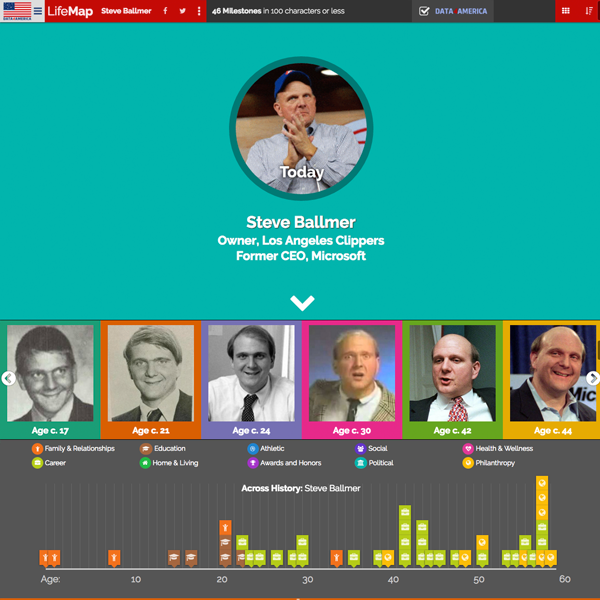 LifeMap Steve Ballmer 46 Milestones in 100 characters or less DATA4AMERICA
DATA4AMERICA
Today
Steve Ballmer
Owner, Los Angeles Clippers
Former CEO, Microsoft
Age c. 17 Age c. 21 Age c. 24 Age c. 30 Age c. 42 Age c. 44
Family & Relationships Education Athletic Social Health & Wellness
Career Home & Living Awards and Honors Political Philanthropy
Across History: Steve Ballmer
Age: 10 20 30 40 50 60